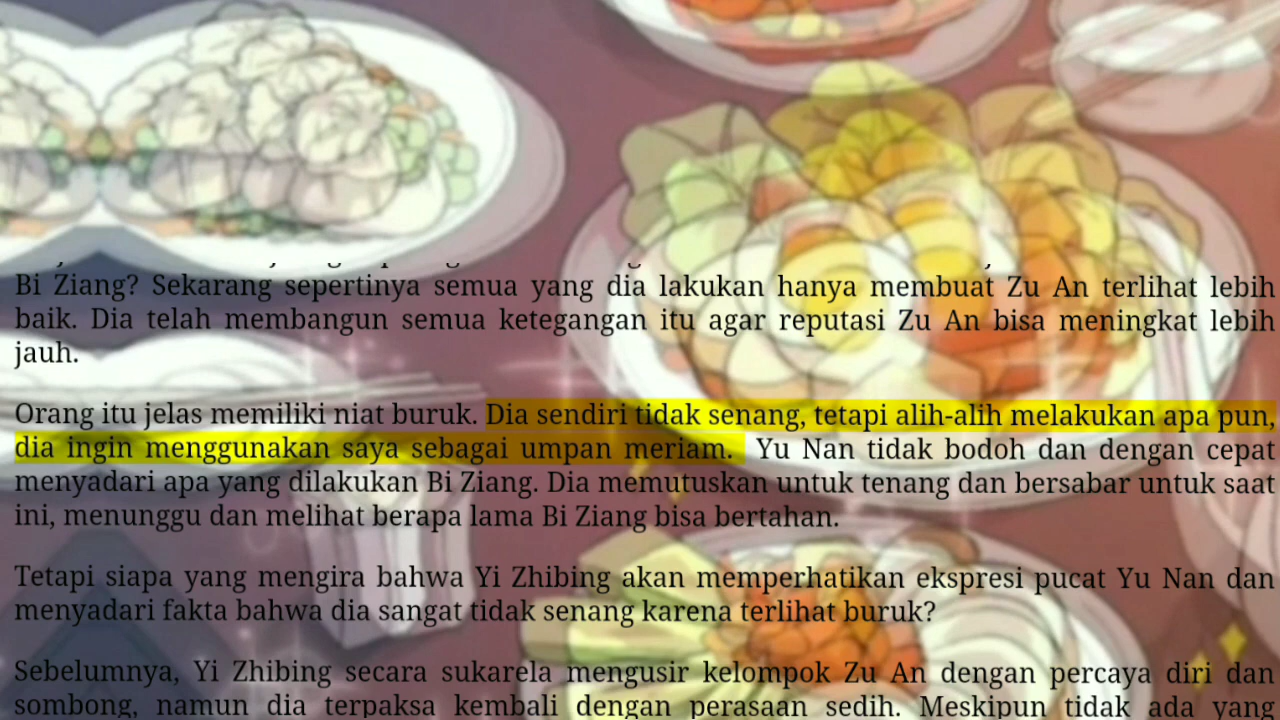 Bi Ziang? Sekarang sepertinya semua yang dia lakukan hanya membuat Zu An terlihat lebih
baik. Dia telah membangun semua ketegangan itu agar reputasi Zu An bisa meningkat lebih
jauh.
Orang itu jelas memiliki niat buruk. Dia sendiri tidak senang, tetapi alih-alih melakukan apa pun,
dia ingin menggunakan saya sebagai umpan meriam. Yu Nan tidak bodoh dan dengan cepat
menyadari apa yang dilakukan Bi Ziang. Dia memutuskan untuk tenang dan bersabar untuk saat
ini, menunggu dan melihat berapa lama Bi Ziang bisa bertahan.
Tetapi siapa yang mengira bahwa Yi Zhibing akan memperhatikan ekspresi pucat Yu Nan dan
menyadari fakta bahwa dia sangat tidak senang karena terlihat buruk?
Sebelumnya, Yi Zhibing secara sukarela mengusir kelompok Zu An dengan percaya diri dan
sombong, namun dia terpaksa kembali dengan perasaan sedih. Meskipun tidak ada yang